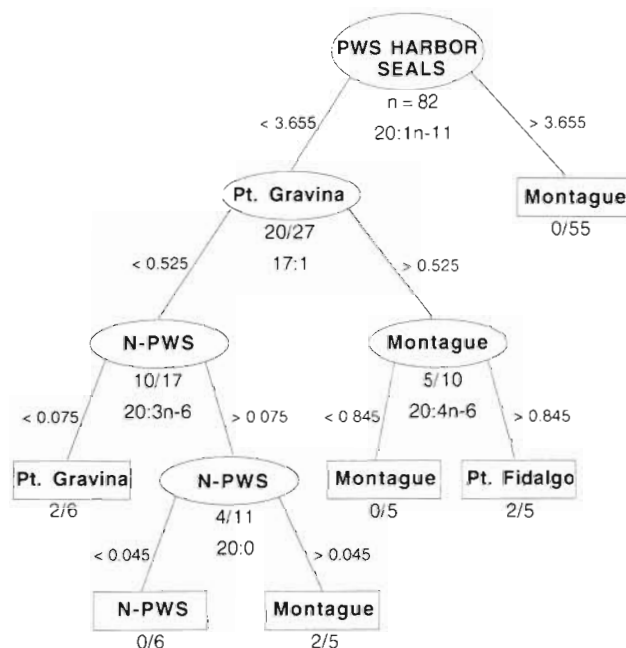 PWS HARBOR
SEALS
n = 82
20:1n-11
< 3.655
> 3.655
Pt. Gravina
20/27
17:1
Montague
0/55
< 0.525
> 0.525
N-PWS
10/17
20:3n-6
Montague
5/10
20:4n-6
< 0.075
> 0 075
< 0 845
> 0.845
Pt. Gravina
2/6
N-PWS
4/11
20:0
Montague
0/5
Pt. Fidalgo
2/5
< 0.045
> 0.045
N-PWS
0/6
Montague
2/5